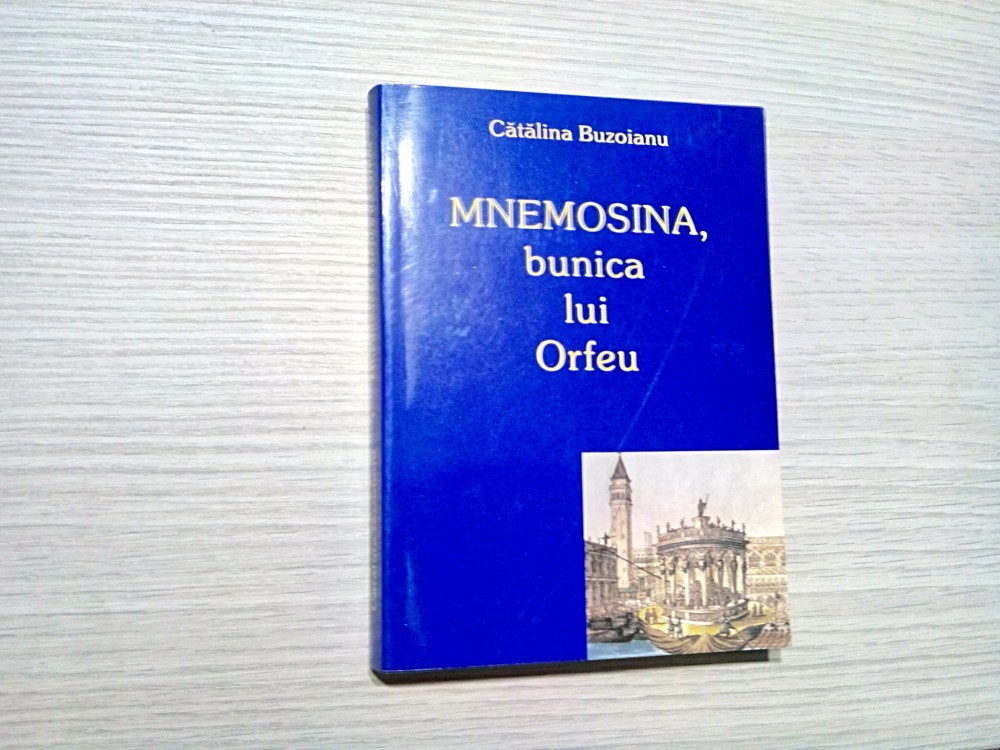 Cătălina Buzoianu
MNEMOSINA,
bunica
lui
Orfeu